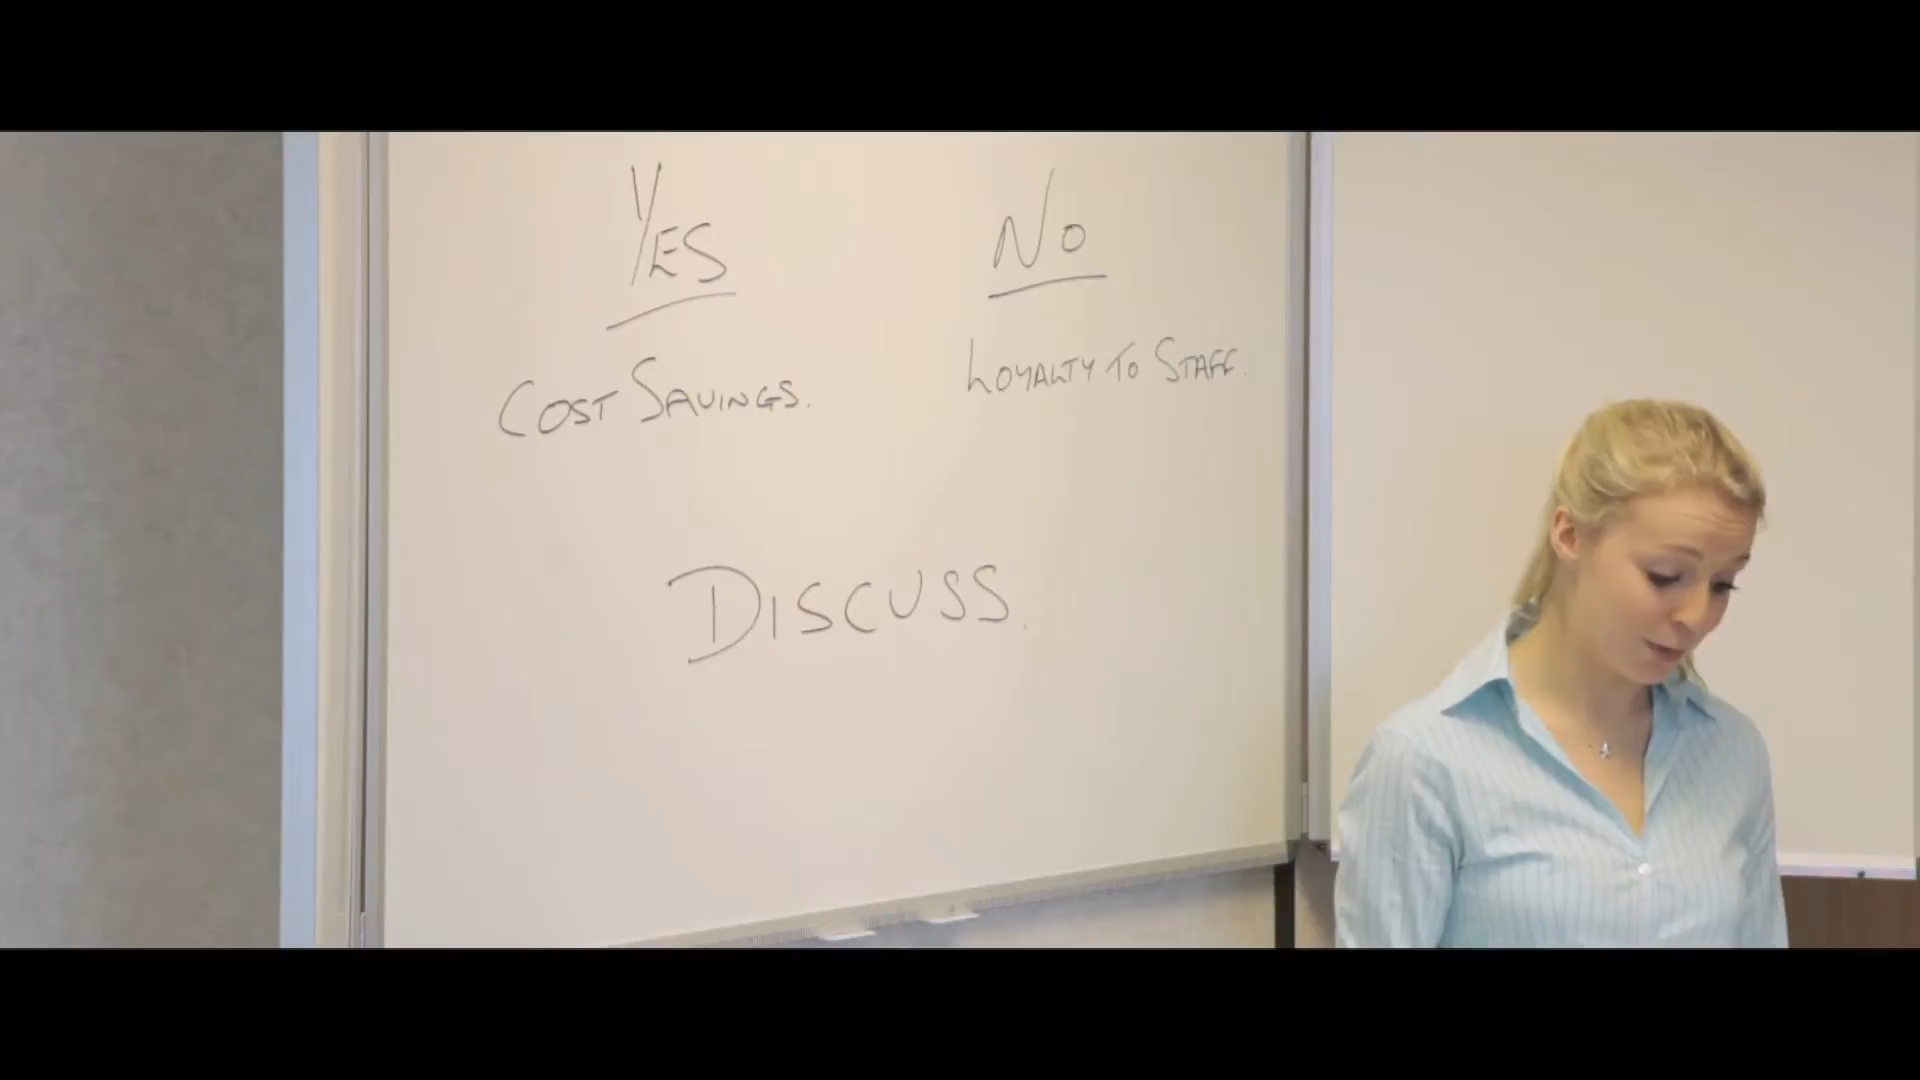 YES
NO
COST SAVINGS.
LOYALTY TO STAFF.
DISCUSS.